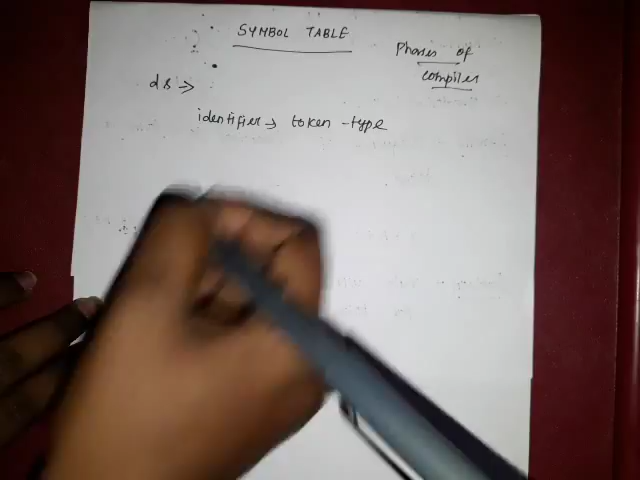 SYMBOL TABLE
Phases of
compiler
ds →
identifier → token - type